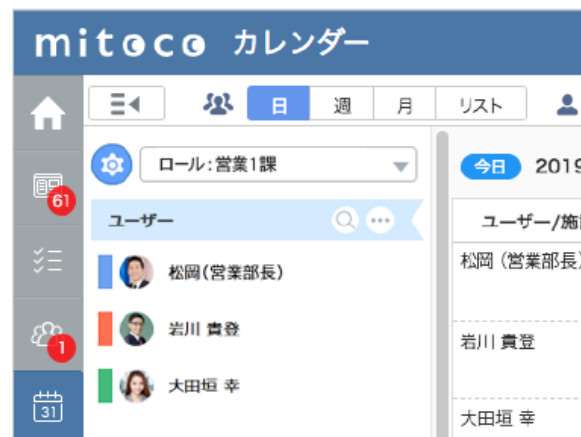 mitoco カレンダー
日 週 月 リスト
ロール:営業1課
今日 2019
61
ユーザー
ユーザー/施
松岡(営業部長)
松岡 (営業部長)
岩川 貴登
岩川 貴登
1
大田垣 幸
大田垣 幸
31